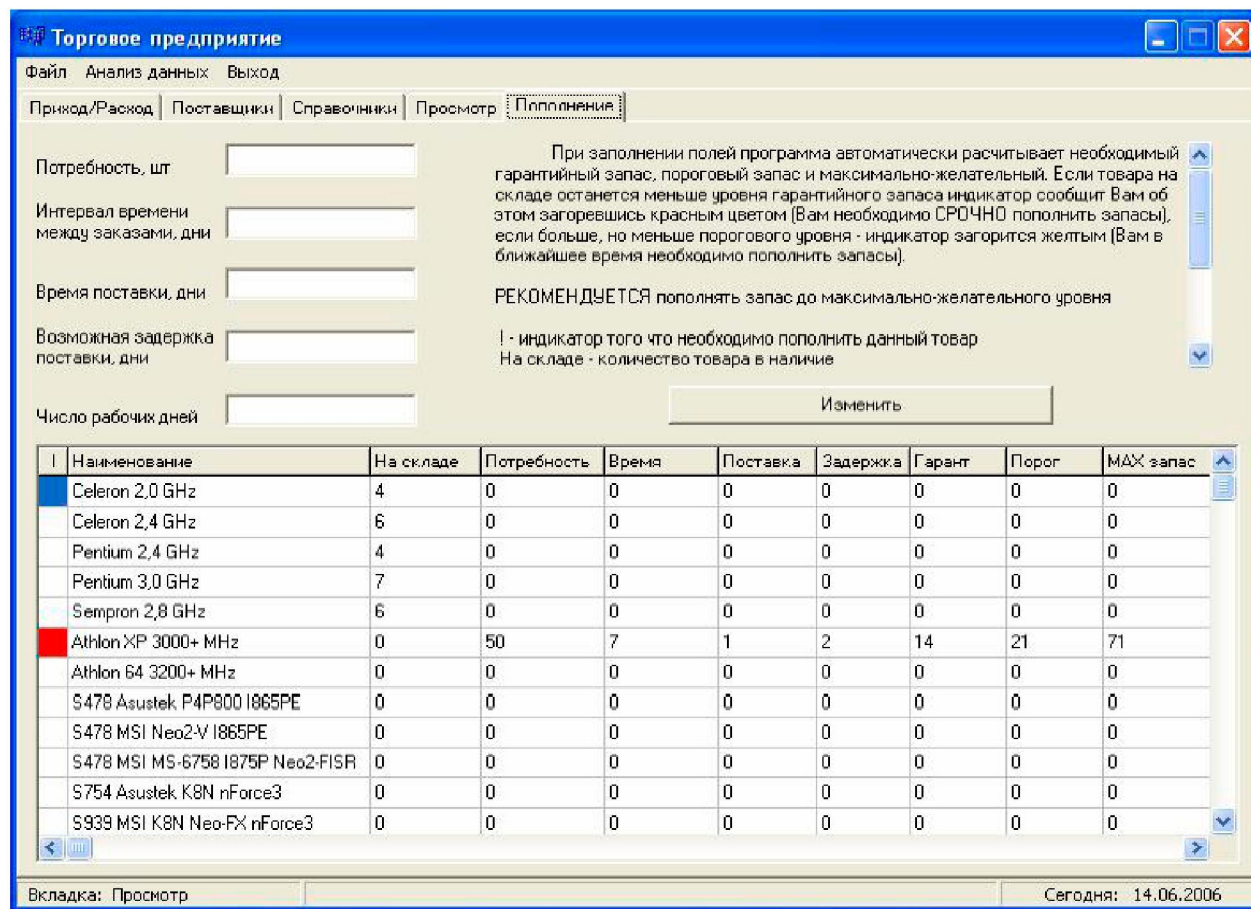 Торговое предприятие
Файл Анализ данных Выход
Приход/Расход Поставщики Справочники Просмотр Пополнение
Потребность, шт
Интервал времени
между заказами, дни
Время поставки, дни
Возможная задержка
поставки, дни
Число рабочих дней
При заполнении полей программа автоматически расчитывает необходимый
гарантийный запас, пороговый запас и максимально-желательный. Если товара на
складе останется меньше уровня гарантийного запаса индикатор сообщит Вам об
этом загоревшись красным цветом (Вам необходимо СРОЧНО пополнить запасы),
если больше, но меньше порогового уровня - индикатор загорится желтым (Вам в
ближайшее время необходимо пополнить запасы).
РЕКОМЕНДУЕТСЯ пополнять запас до максимально-желательного уровня
! - индикатор того что необходимо пополнить данный товар
На складе - количество товара в наличие
Изменить
! Наименование На складе Потребность Время Поставка Задержка Гарант Порог MAX запас
Celeron 2,0 GHz 4 0 0 0 0 0 0 0
Celeron 2,4 GHz 6 0 0 0 0 0 0 0
Pentium 2,4 GHz 4 0 0 0 0 0 0 0
Pentium 3,0 GHz 7 0 0 0 0 0 0 0
Sempron 2,8 GHz 6 0 0 0 0 0 0 0
Athlon XP 3000+ MHz 0 50 7 1 2 14 21 71
Athlon 64 3200+ MHz 0 0 0 0 0 0 0 0
S478 Asustek P4P800 I865PE 0 0 0 0 0 0 0 0
S478 MSI Neo2-V I865PE 0 0 0 0 0 0 0 0
S478 MSI MS-6758 I875P Neo2-FISR 0 0 0 0 0 0 0 0
S754 Asustek K8N nForce3 0 0 0 0 0 0 0 0
S939 MSI K8N Neo-FX nForce3 0 0 0 0 0 0 0 0
Вкладка: Просмотр Сегодня: 14.06.2006